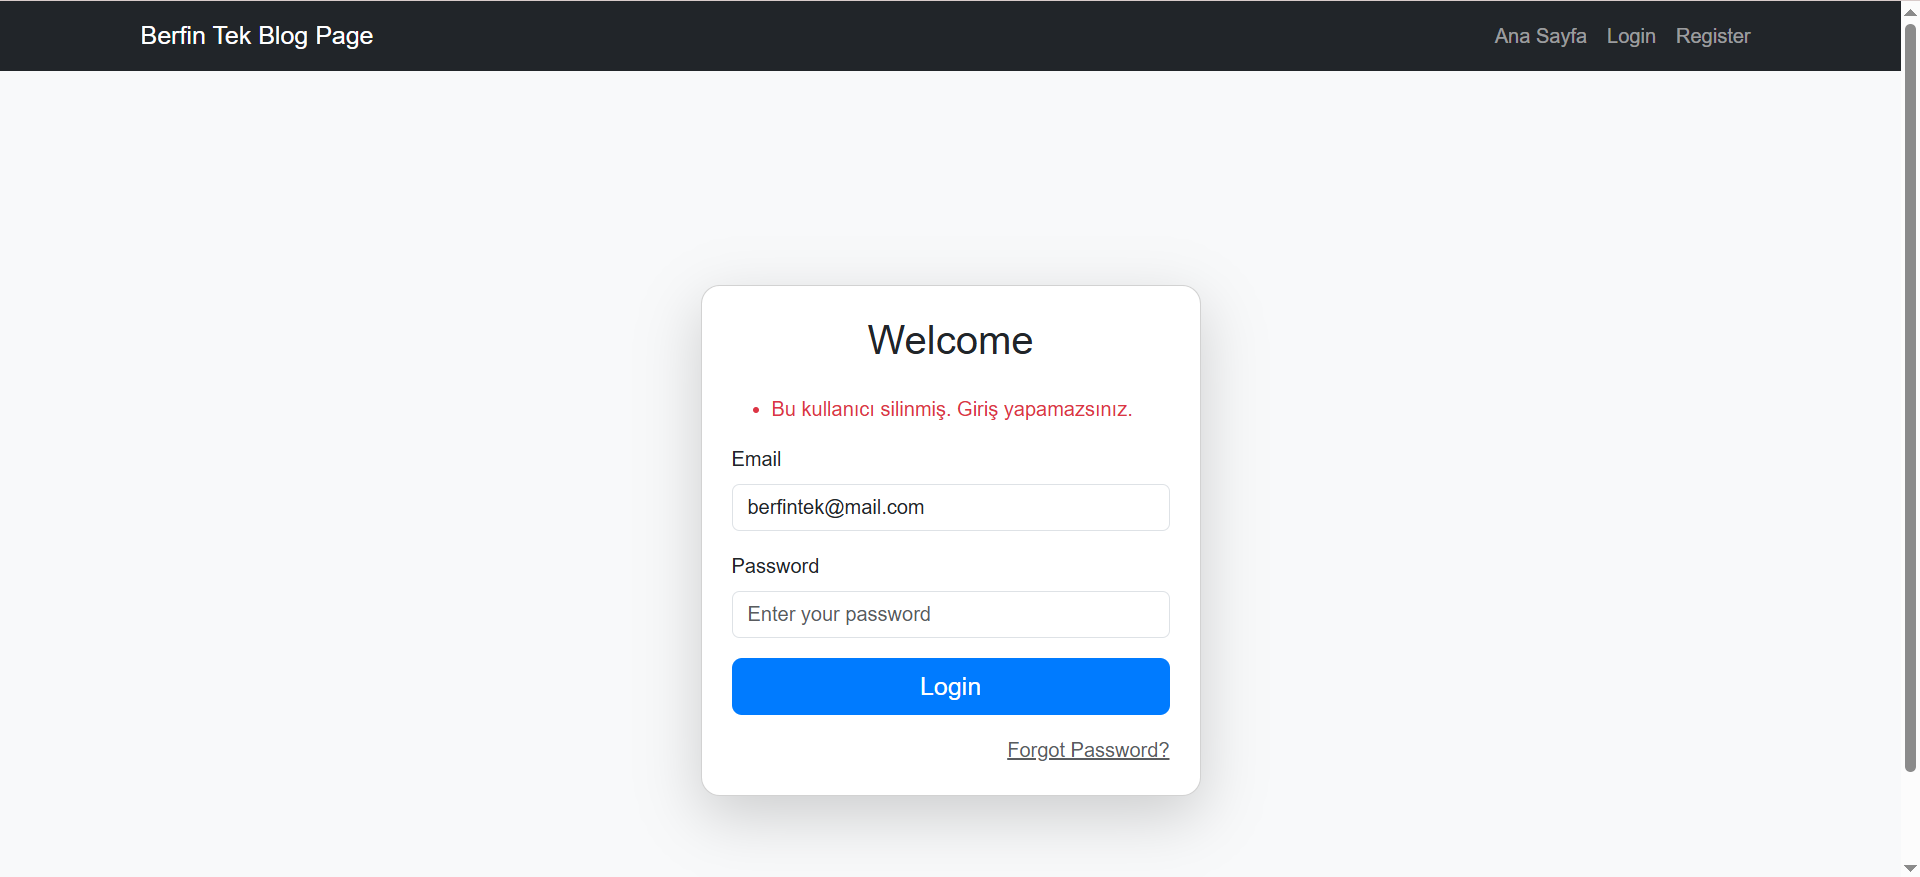 Berfin Tek Blog Page
Ana Sayfa Login Register
Welcome
• Bu kullanıcı silinmiş. Giriş yapamazsınız.
Email
berfintek@mail.com
Password
Enter your password
Login
Forgot Password?